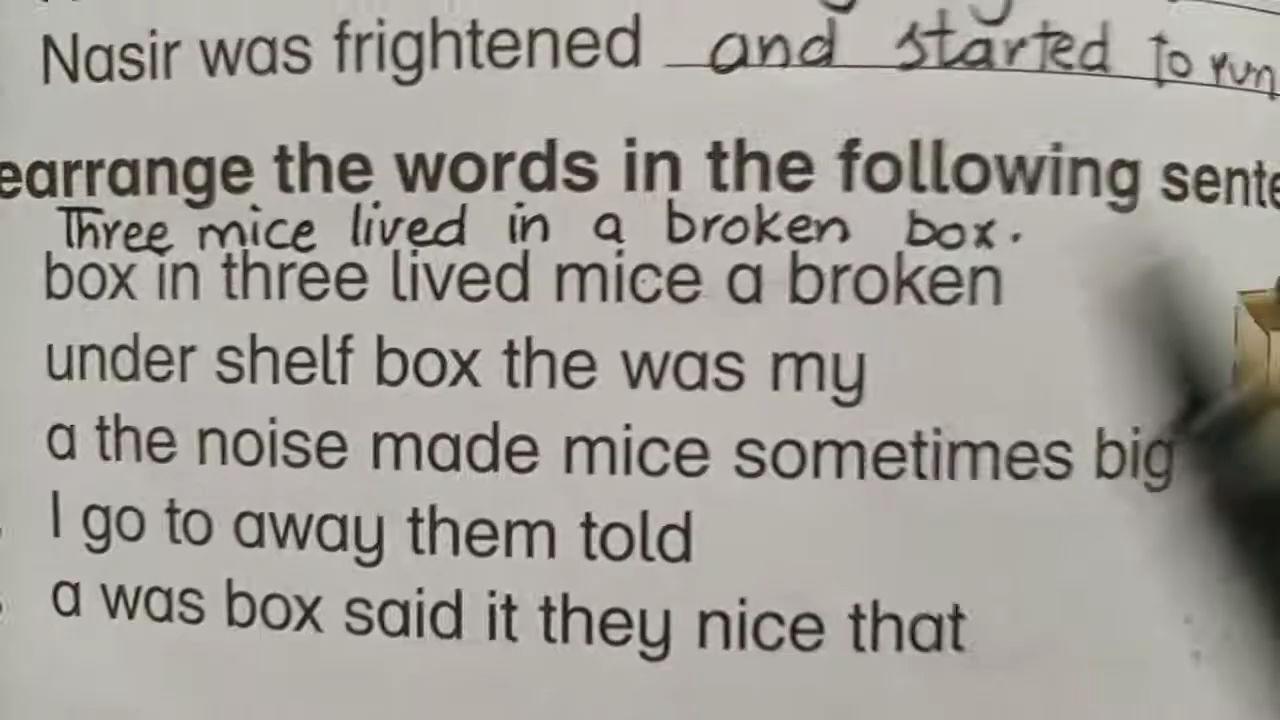 Nasir was frightened and started to run
earrange the words in the following sente
Three mice lived in a broken box.
box in three lived mice a broken
under shelf box the was my
a the noise made mice sometimes big
I go to away them told
a was box said it they nice that